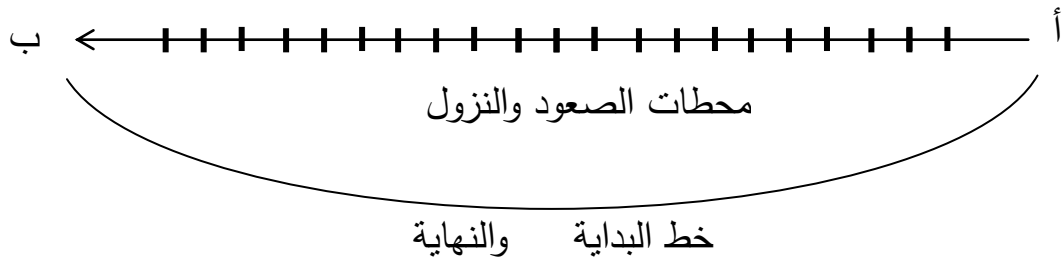 أ ب
محطات الصعود والنزول
خط البداية والنهاية